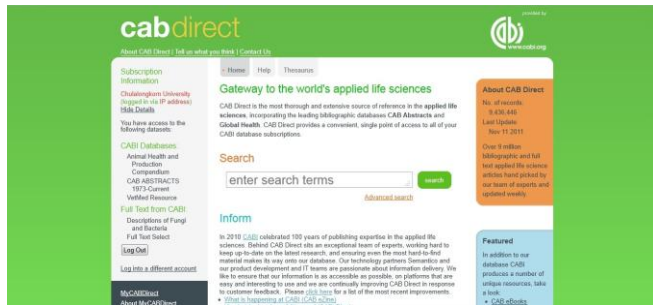 cabdirect
provided by
cabi
www.cabi.org
About CAB Direct | Tell us what you think | Contact Us
Subscription
Information
Chulalongkorn University
(logged in via IP address)
Hide Details
You have access to the
following datasets:
CABI Databases:
Animal Health and
Production
Compendium
CAB ABSTRACTS
1973-Current
VetMed Resource
Full Text from CABI
Descriptions of Fungi
and Bacteria
Full Text Select
Log Out
Log into a different account
MyCABDirect
About MyCABDirect
Home Help Thesaurus
Gateway to the world's applied life sciences
CAB Direct is the most thorough and extensive source of reference in the applied life
sciences, incorporating the leading bibliographic databases CAB Abstracts and
Global Health. CAB Direct provides a convenient, single point of access to all of your
CABI database subscriptions.
Search
enter search terms
search
Advanced search
Inform
In 2010 CABI celebrated 100 years of publishing expertise in the applied life
sciences. Behind CAB Direct sits an exceptional team of experts, working hard to
keep up-to-date on the latest research, and ensuring even the most hard-to-find
material makes its way onto our database. Our technology partners Semantico and
our product development and IT teams are passionate about information delivery. We
like to ensure that our information is as accessible as possible, on platforms that are
easy and interesting to use and we are continually improving CAB Direct in response
to customer feedback. Please click here for a list of the most recent improvements.
• What is happening at CABI (CAB eZine)
About CAB Direct
No. of records:
9,436,446
Last Update:
Nov 11 2011
Over 9 million
bibliographic and full
text applied life science
articles hand picked by
our team of experts and
updated weekly.
Featured
In addition to our
database CABI
produces a number of
unique resources, take
a look:
• CAB eBooks